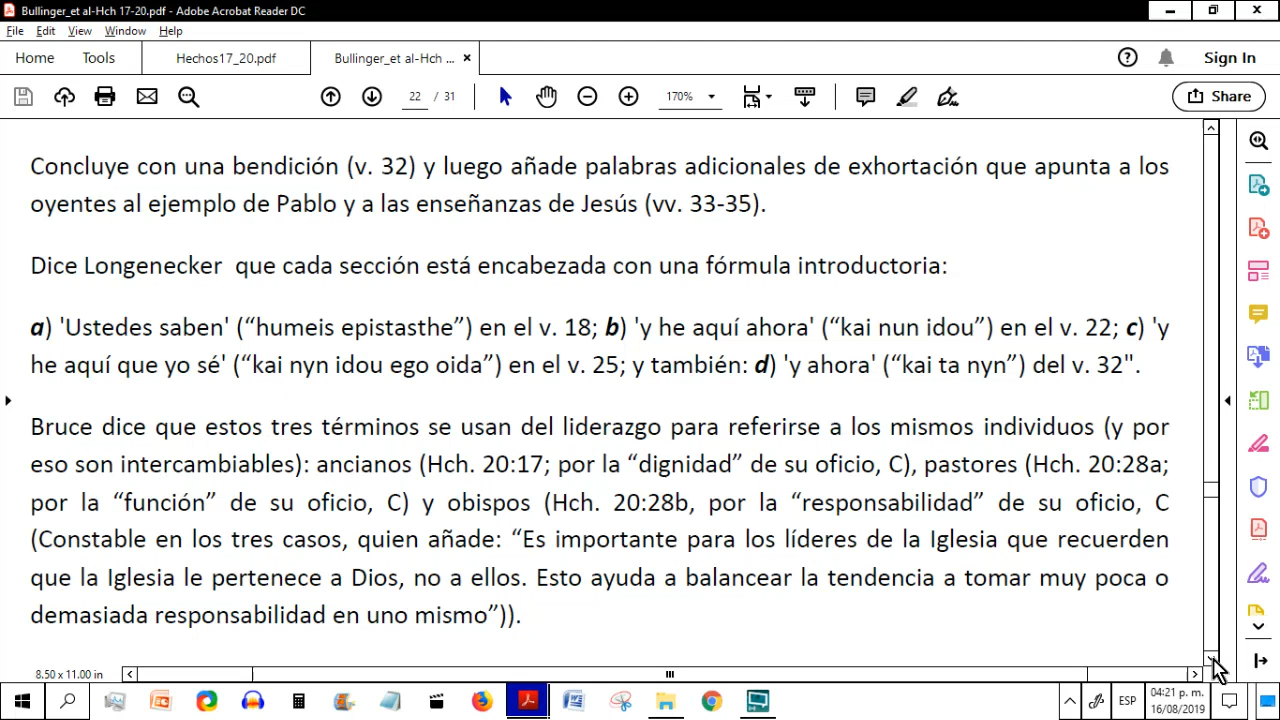 Bullinger_et al-Hch 17-20.pdf - Adobe Acrobat Reader DC
File Edit View Window Help
Home Tools Hechos17_20.pdf Bullinger_et al-Hch ... × Sign In
22 / 31 170% Share
Concluye con una bendición (v. 32) y luego añade palabras adicionales de exhortación que apunta a los
oyentes al ejemplo de Pablo y a las enseñanzas de Jesús (vv. 33-35).
Dice Longenecker que cada sección está encabezada con una fórmula introductoria:
a) 'Ustedes saben' (“humeis epistasthe”) en el v. 18; b) 'y he aquí ahora' (“kai nun idou”) en el v. 22; c) 'y
he aquí que yo sé' (“kai nyn idou ego oida”) en el v. 25; y también: d) 'y ahora' (“kai ta nyn”) del v. 32".
Bruce dice que estos tres términos se usan del liderazgo para referirse a los mismos individuos (y por
eso son intercambiables): ancianos (Hch. 20:17; por la “dignidad” de su oficio, C), pastores (Hch. 20:28a;
por la “función” de su oficio, C) y obispos (Hch. 20:28b, por la “responsabilidad” de su oficio, C
(Constable en los tres casos, quien añade: “Es importante para los líderes de la Iglesia que recuerden
que la Iglesia le pertenece a Dios, no a ellos. Esto ayuda a balancear la tendencia a tomar muy poca o
demasiada responsabilidad en uno mismo”)).
8.50 x 11.00 in
ESP 04:21 p. m.
16/08/2019